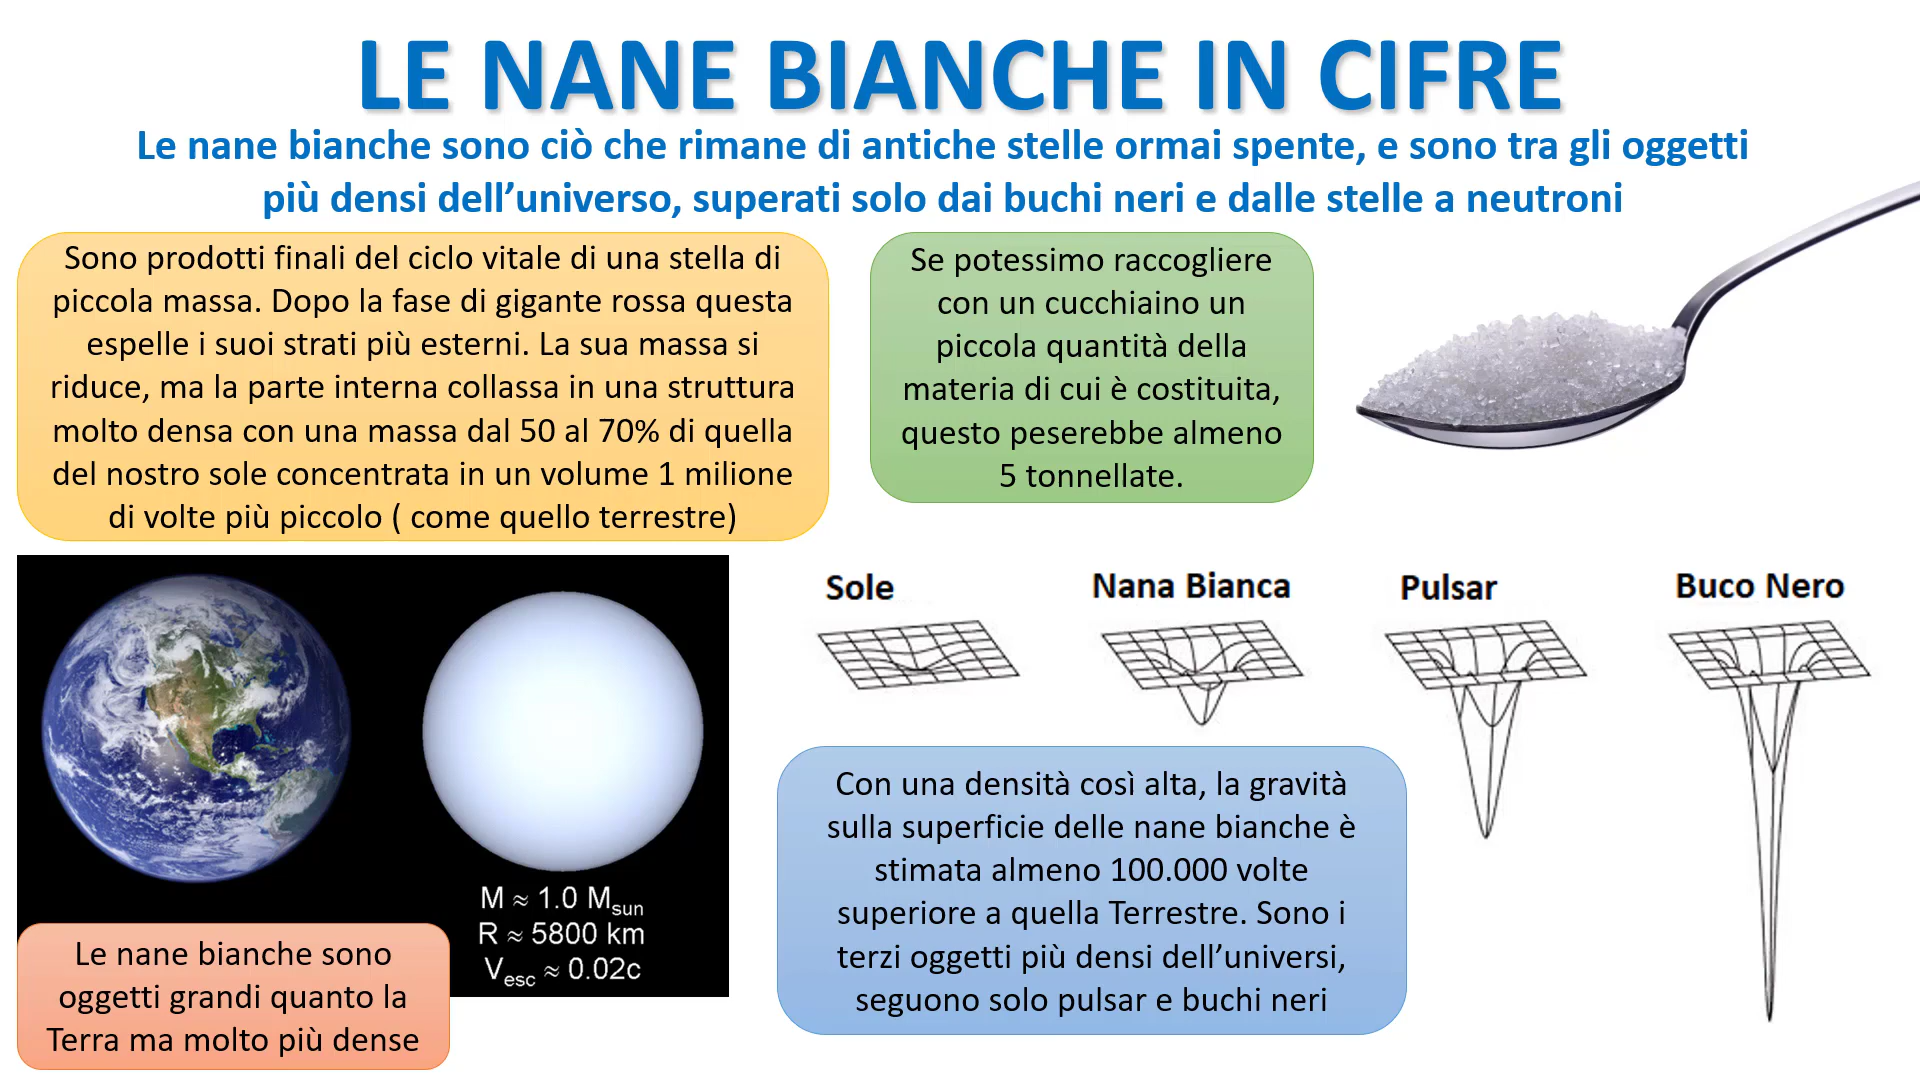 LE NANE BIANCHE IN CIFRE
Le nane bianche sono ciò che rimane di antiche stelle ormai spente, e sono tra gli oggetti
più densi dell’universo, superati solo dai buchi neri e dalle stelle a neutroni
Sono prodotti finali del ciclo vitale di una stella di
piccola massa. Dopo la fase di gigante rossa questa
espelle i suoi strati più esterni. La sua massa si
riduce, ma la parte interna collassa in una struttura
molto densa con una massa dal 50 al 70% di quella
del nostro sole concentrata in un volume 1 milione
di volte più piccolo ( come quello terrestre)
Se potessimo raccogliere
con un cucchiaino un
piccola quantità della
materia di cui è costituita,
questo peserebbe almeno
5 tonnellate.
M ≈ 1.0 Msun
R ≈ 5800 km
Vesc ≈ 0.02c
Le nane bianche sono
oggetti grandi quanto la
Terra ma molto più dense
Sole
Nana Bianca
Pulsar
Buco Nero
Con una densità così alta, la gravità
sulla superficie delle nane bianche è
stimata almeno 100.000 volte
superiore a quella Terrestre. Sono i
terzi oggetti più densi dell’universi,
seguono solo pulsar e buchi neri